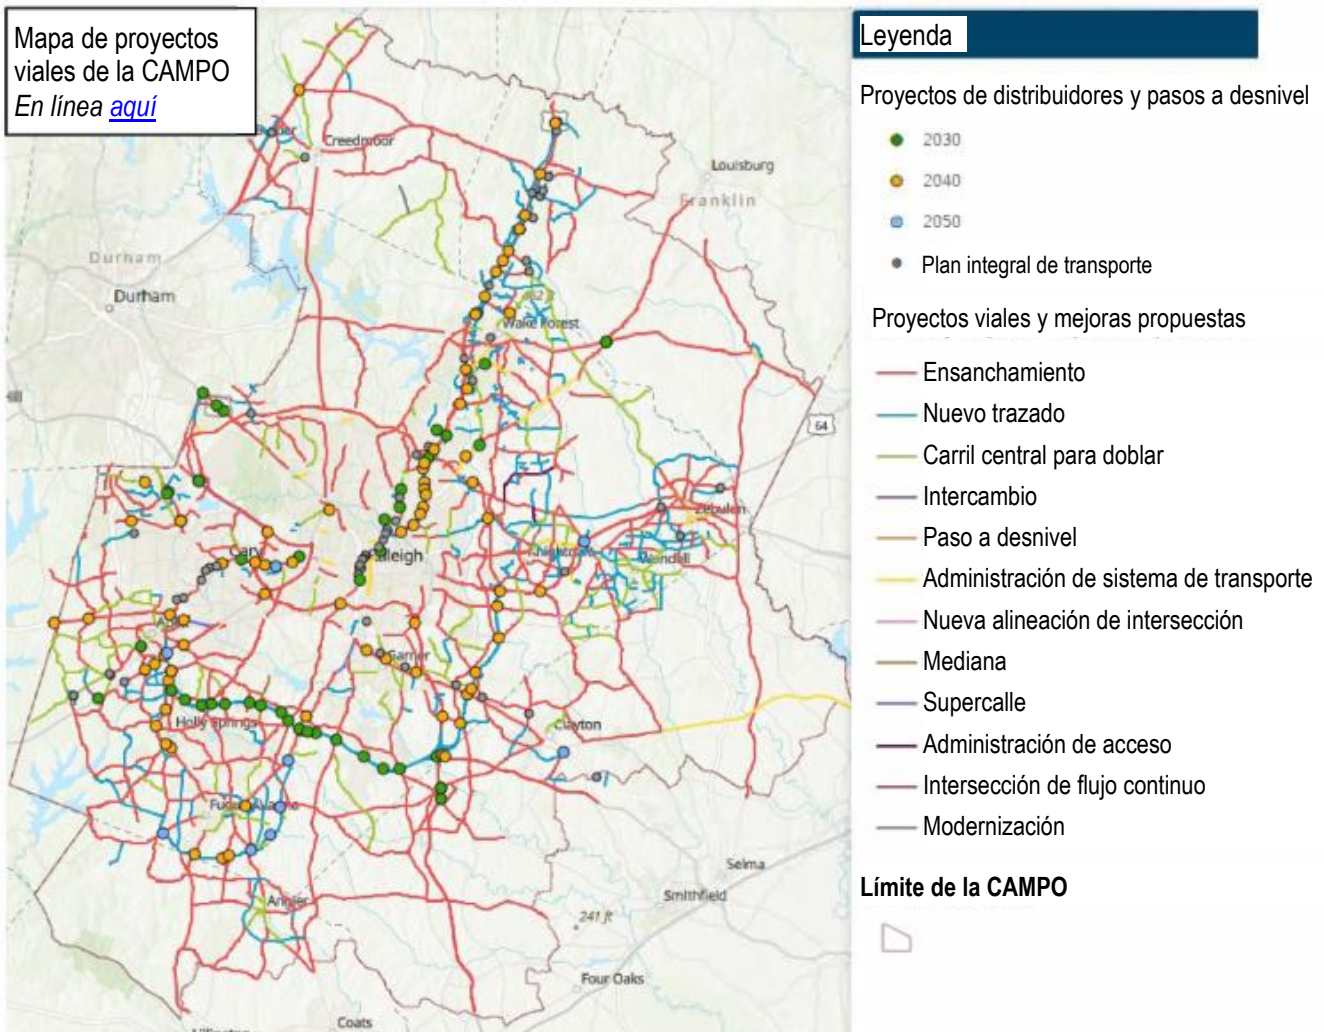 Mapa de proyectos
viales de la CAMPO
En línea aquí
Creedmoor
Louisburg
Franklin
Durham
Durham
Wake Forest
64
Zebulon
Cary
Raleigh
Knightdale
Wendell
Garner
Holly Springs
Clayton
Angier
Selma
Smithfield
241 ft
Four Oaks
Coats
Leyenda
Proyectos de distribuidores y pasos a desnivel
2030
2040
2050
Plan integral de transporte
Proyectos viales y mejoras propuestas
Ensanchamiento
Nuevo trazado
Carril central para doblar
Intercambio
Paso a desnivel
Administración de sistema de transporte
Nueva alineación de intersección
Mediana
Supercalle
Administración de acceso
Intersección de flujo continuo
Modernización
Límite de la CAMPO